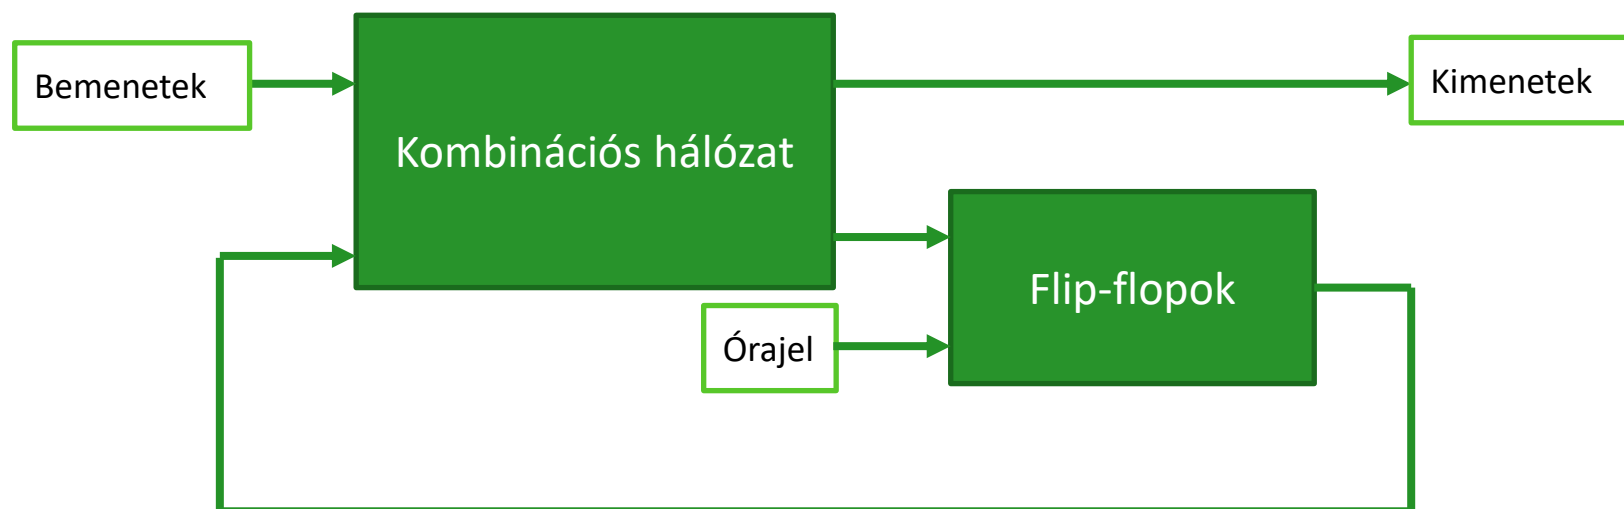 Bemenetek
Kombinációs hálózat
Kimenetek
Flip-flopok
Órajel